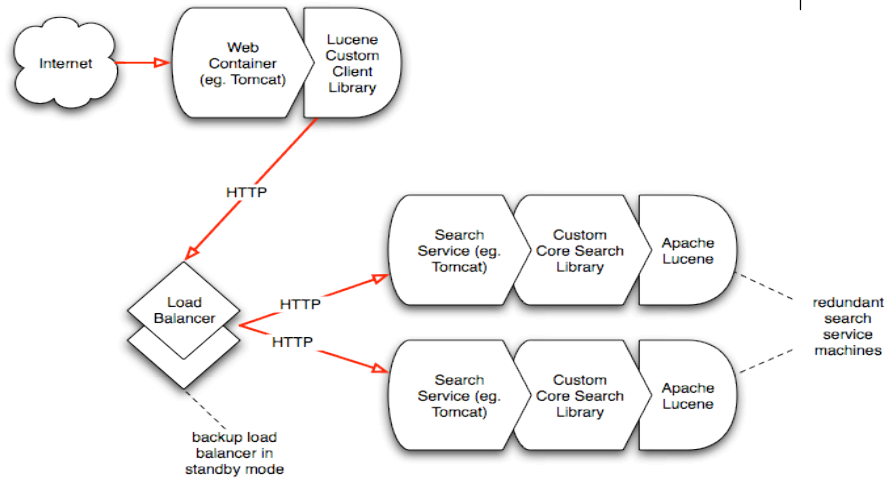 Internet
Web
Container
(eg. Tomcat)
Lucene
Custom
Client
Library
HTTP
Search
Service (eg.
Tomcat)
Custom
Core Search
Library
Apache
Lucene
Load
Balancer
HTTP
HTTP
redundant
search
service
machines
Search
Service (eg.
Tomcat)
Custom
Core Search
Library
Apache
Lucene
backup load
balancer in
standby mode